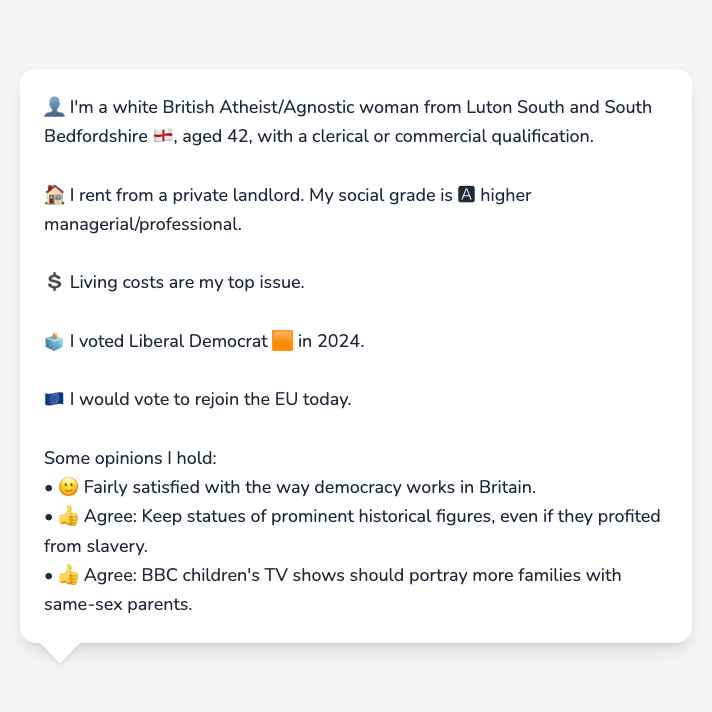 👤 I'm a white British Atheist/Agnostic woman from Luton South and South
Bedfordshire 🏴󠁧󠁢󠁥󠁮󠁧󠁿, aged 42, with a clerical or commercial qualification.
🏠 I rent from a private landlord. My social grade is 🅰 higher
managerial/professional.
💲 Living costs are my top issue.
🗳️ I voted Liberal Democrat 🟧 in 2024.
🇪🇺 I would vote to rejoin the EU today.
Some opinions I hold:
• 🙂 Fairly satisfied with the way democracy works in Britain.
• 👍 Agree: Keep statues of prominent historical figures, even if they profited
from slavery.
• 👍 Agree: BBC children's TV shows should portray more families with
same-sex parents.